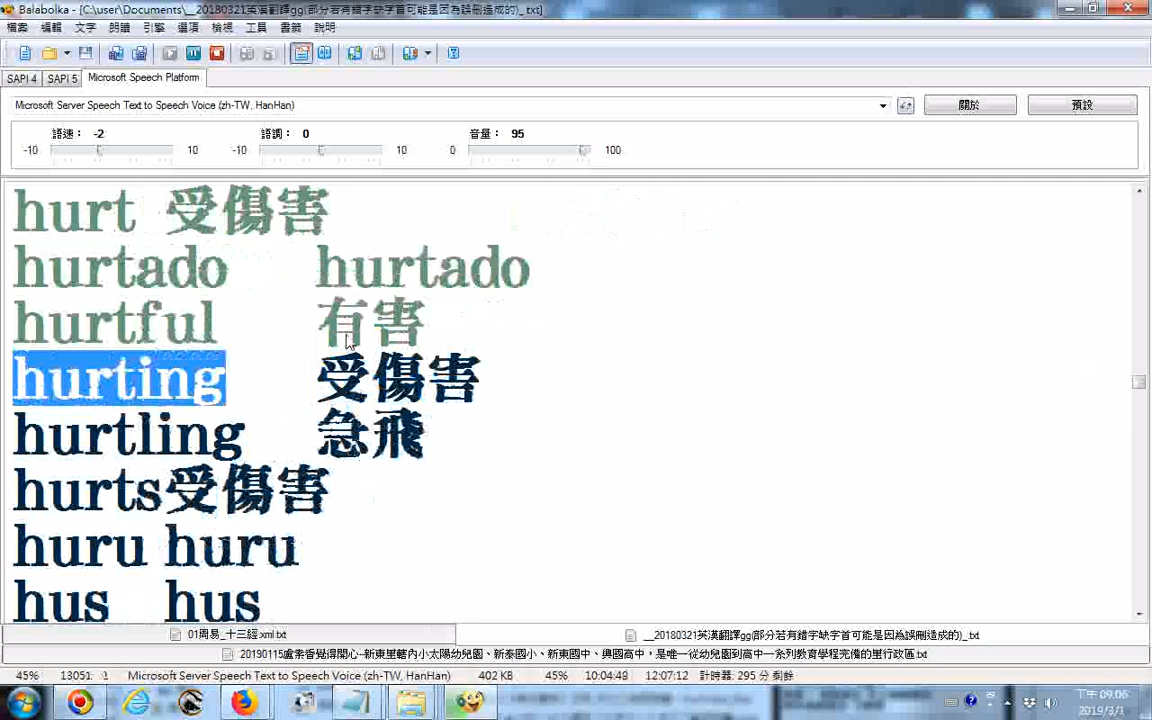 Balabolka - [C:\user\Documents\__20180321英漢翻譯gg(部分若有錯字缺字首可能是因為誤刪造成的)_.txt]
檔案 編輯 文字 朗讀 引擎 選項 檢視 工具 書籤 說明
SAPI 4 SAPI 5 Microsoft Speech Platform
Microsoft Server Speech Text to Speech Voice (zh-TW, HanHan) 關於 預設
語速： -2 語調： 0 音量： 95
-10 10 -10 10 0 100
hurt 受傷害
hurtado hurtado
hurtful 有害
hurting 受傷害
hurtling 急飛
hurts受傷害
huru huru
hus hus
01周易_十三經.xml.txt __20180321英漢翻譯gg(部分若有錯字缺字首可能是因為誤刪造成的)_.txt
20190115盧素香覺得開心-新東里轄內小太陽幼兒園、新泰國小、新東國中、興國高中，是唯一從幼兒園到高中一系列教育學程完備的里行政區.txt
45% 13051: 1 Microsoft Server Speech Text to Speech Voice (zh-TW, HanHan) 402 KB 45% 10:04:48 12:07:12 計時器: 295 分 剩餘
下午 09:06
2019/3/1